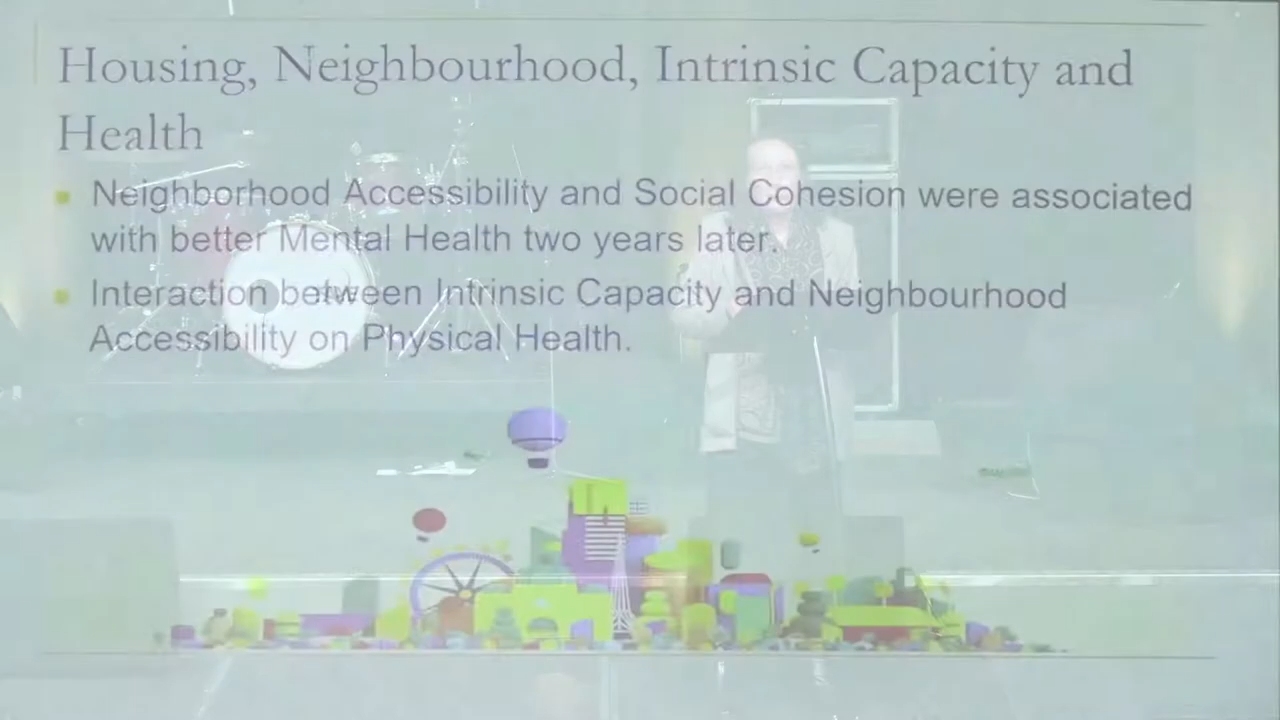 Housing, Neighbourhood, Intrinsic Capacity and
Health
Neighborhood Accessibility and Social Cohesion were associated
with better Mental Health two years later.
Interaction between Intrinsic Capacity and Neighbourhood
Accessibility on Physical Health.